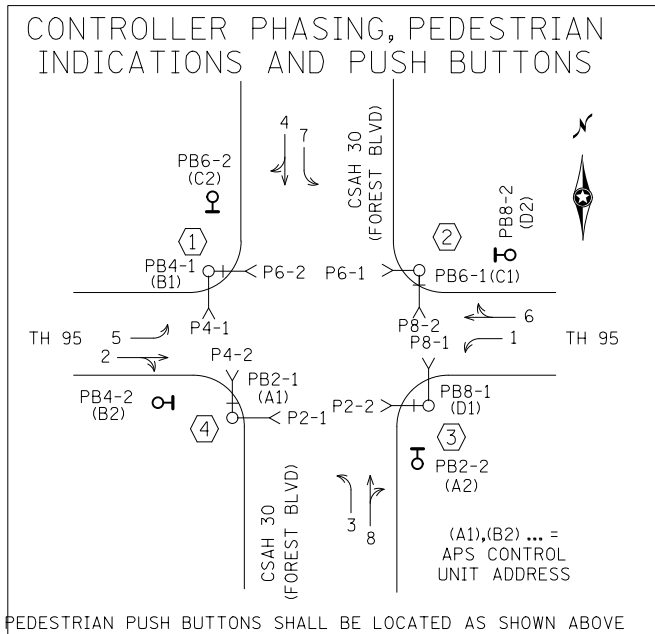 CONTROLLER PHASING, PEDESTRIAN
INDICATIONS AND PUSH BUTTONS
4
7
N
CSAH 30
(FOREST BLVD)
PB6-2
(C2)
PB8-2
(D2)
1
2
PB4-1
(B1)
P6-2
P6-1
PB6-1(C1)
P4-1
P8-2
6
TH 95
5
P8-1
1
TH 95
2
P4-2
PB2-1
(A1)
PB4-2
(B2)
PB8-1
(D1)
P2-2
P2-1
4
3
PB2-2
(A2)
CSAH 30
(FOREST BLVD)
3
8
(A1),(B2) ... =
APS CONTROL
UNIT ADDRESS
PEDESTRIAN PUSH BUTTONS SHALL BE LOCATED AS SHOWN ABOVE